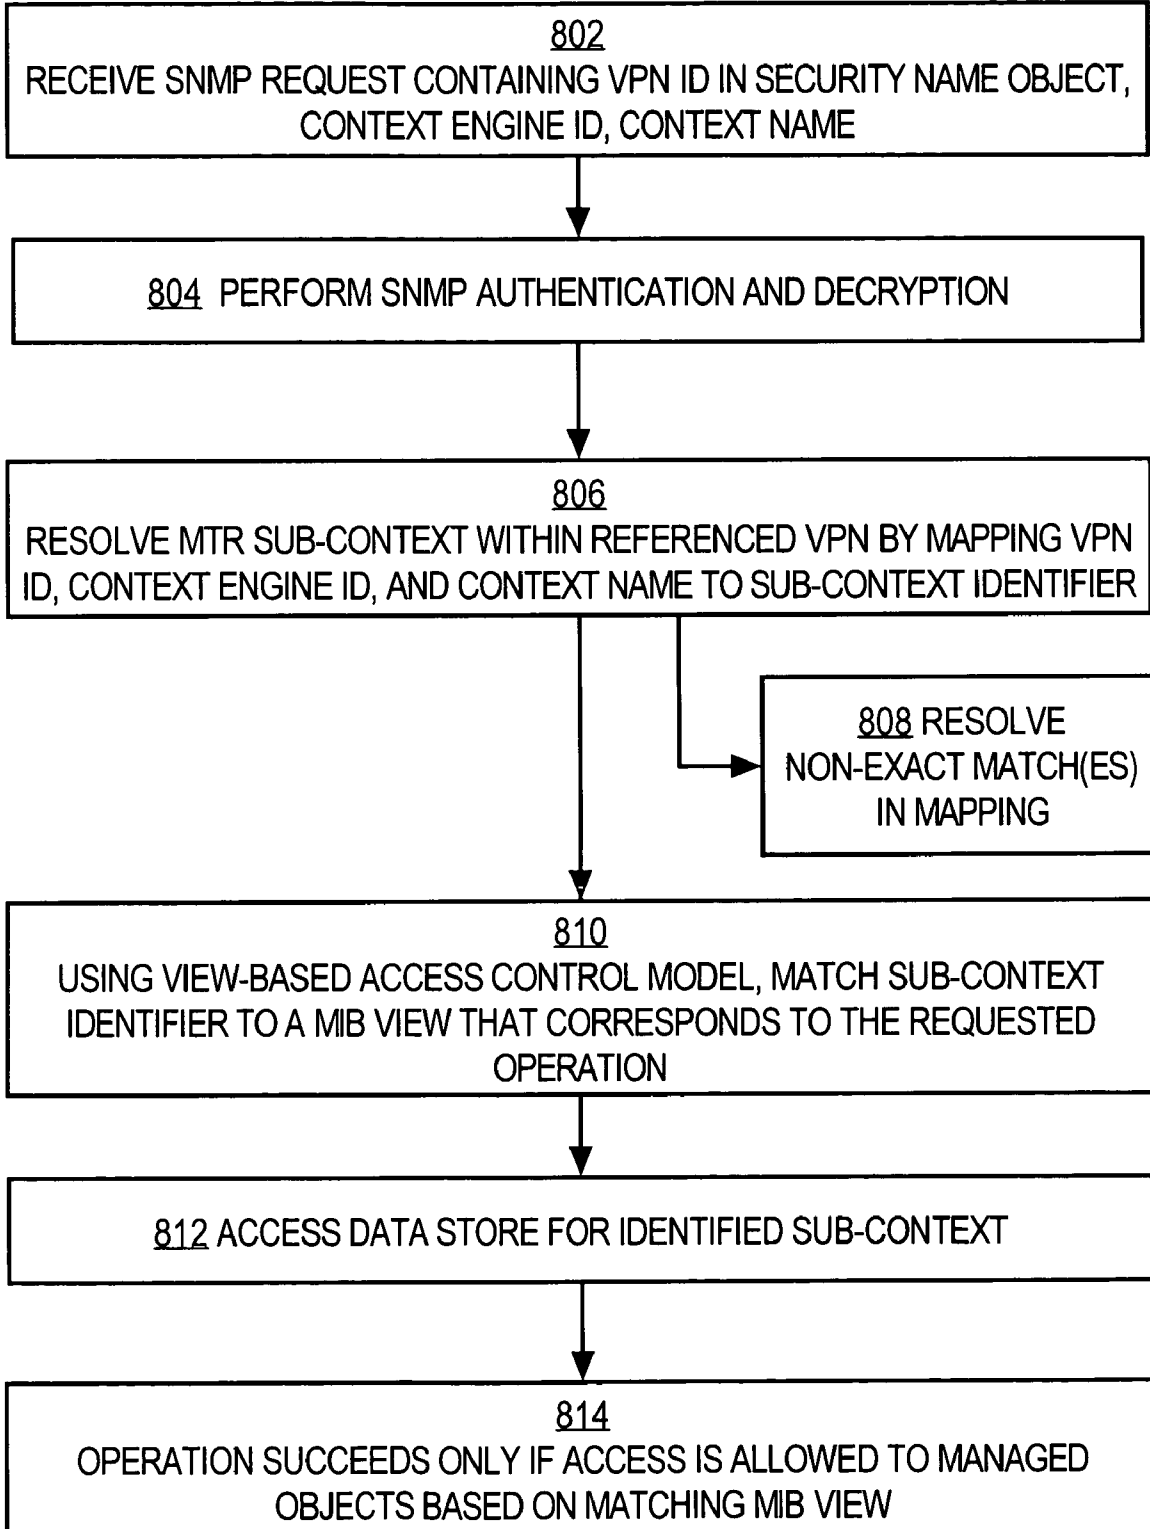 802
RECEIVE SNMP REQUEST CONTAINING VPN ID IN SECURITY NAME OBJECT,
CONTEXT ENGINE ID, CONTEXT NAME
804 PERFORM SNMP AUTHENTICATION AND DECRYPTION
806
RESOLVE MTR SUB-CONTEXT WITHIN REFERENCED VPN BY MAPPING VPN
ID, CONTEXT ENGINE ID, AND CONTEXT NAME TO SUB-CONTEXT IDENTIFIER
808 RESOLVE
NON-EXACT MATCH(ES)
IN MAPPING
810
USING VIEW-BASED ACCESS CONTROL MODEL, MATCH SUB-CONTEXT
IDENTIFIER TO A MIB VIEW THAT CORRESPONDS TO THE REQUESTED
OPERATION
812 ACCESS DATA STORE FOR IDENTIFIED SUB-CONTEXT
814
OPERATION SUCCEEDS ONLY IF ACCESS IS ALLOWED TO MANAGED
OBJECTS BASED ON MATCHING MIB VIEW